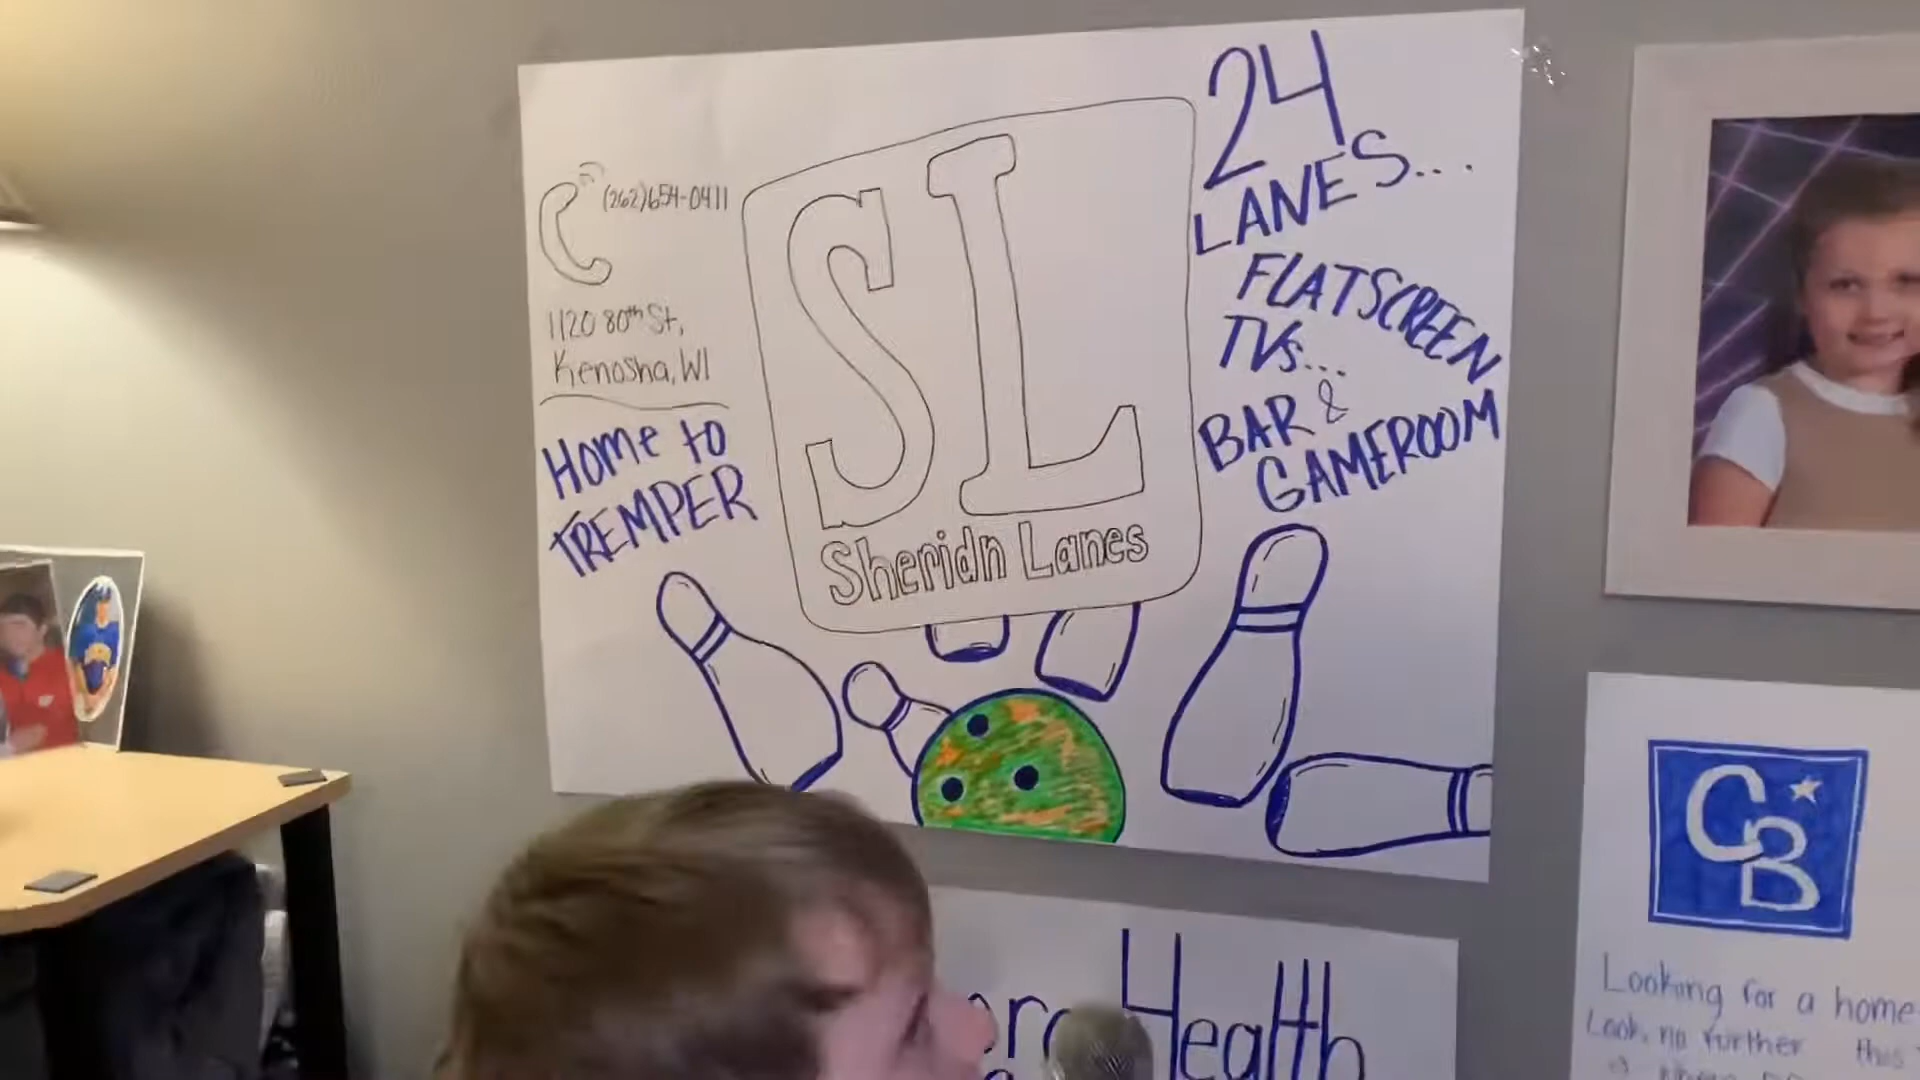 (262)654-0411
1120 80th St,
Kenosha, WI
HOME to
TREMPER
SL
Sheridn Lanes
24
LANES...
FLATSCREEN
TVs...
BAR &
GAMEROOM
Health
CB
Looking for a home
Look no further this